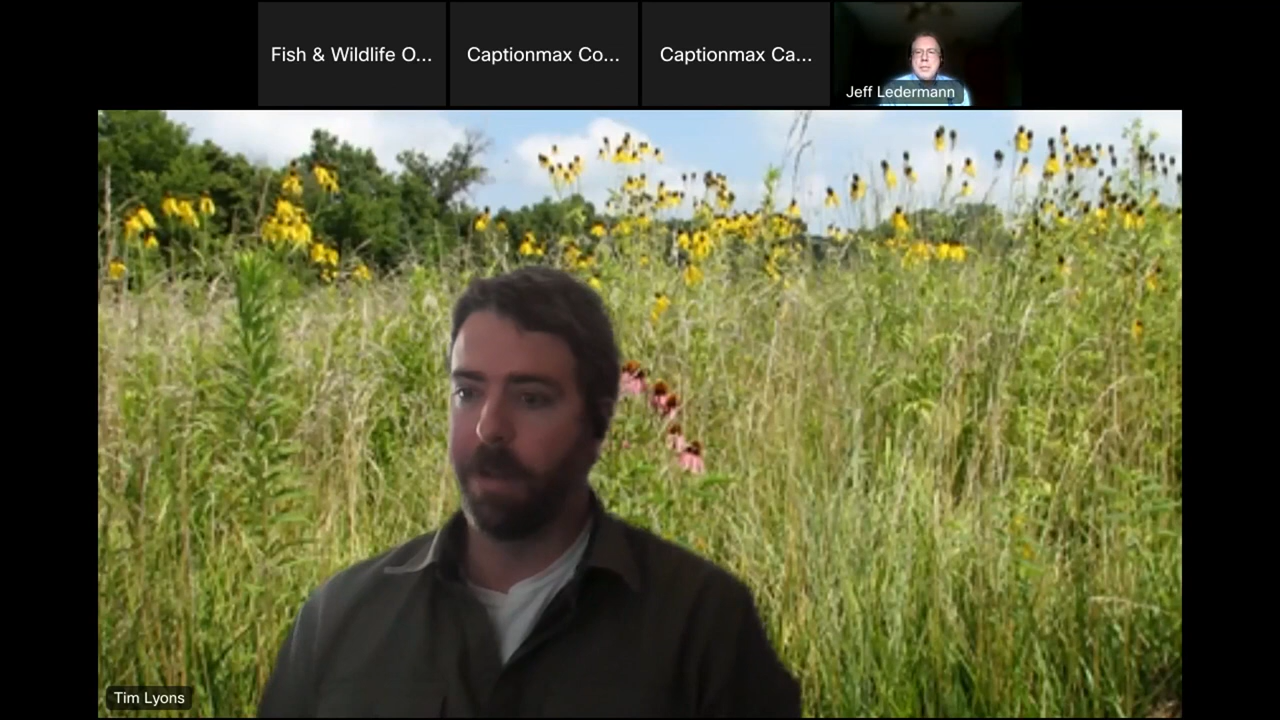 Fish & Wildlife O...
Captionmax Co...
Captionmax Ca...
Jeff Ledermann
Tim Lyons